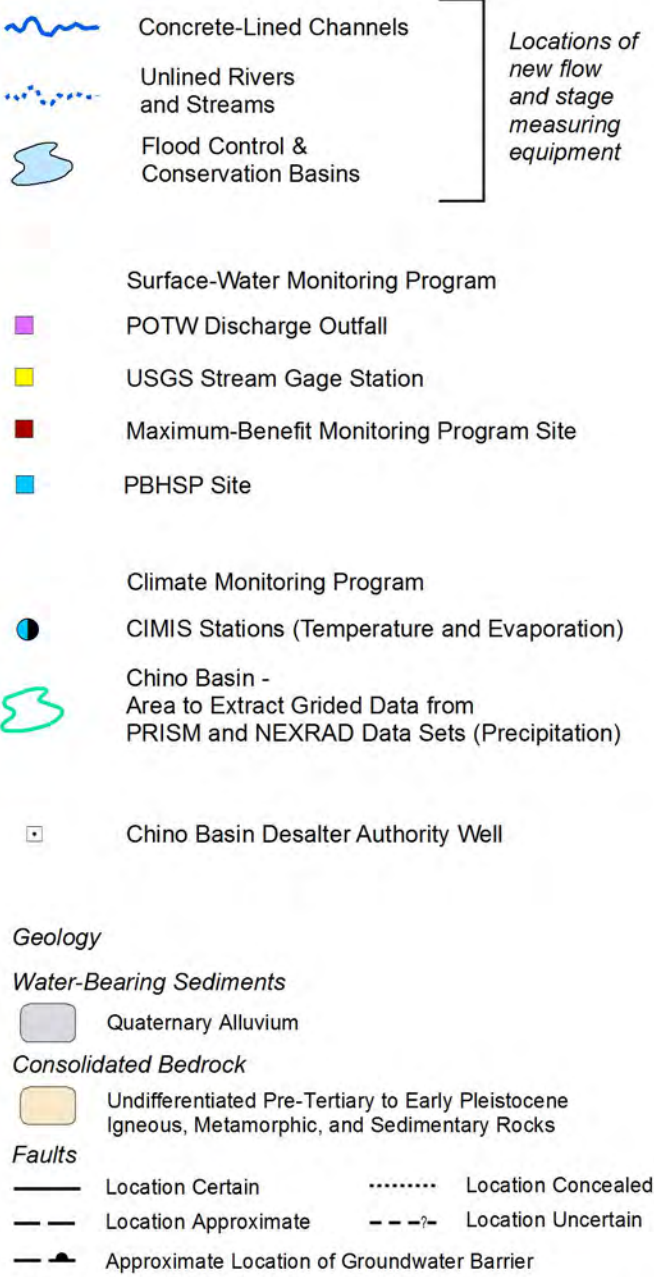 Concrete-Lined Channels
Unlined Rivers
and Streams
Flood Control &
Conservation Basins
Locations of
new flow
and stage
measuring
equipment
Surface-Water Monitoring Program
POTW Discharge Outfall
USGS Stream Gage Station
Maximum-Benefit Monitoring Program Site
PBHSP Site
Climate Monitoring Program
CIMIS Stations (Temperature and Evaporation)
Chino Basin -
Area to Extract Grided Data from
PRISM and NEXRAD Data Sets (Precipitation)
Chino Basin Desalter Authority Well
Geology
Water-Bearing Sediments
Quaternary Alluvium
Consolidated Bedrock
Undifferentiated Pre-Tertiary to Early Pleistocene
Igneous, Metamorphic, and Sedimentary Rocks
Faults
Location Certain
Location Concealed
Location Approximate
?
Location Uncertain
Approximate Location of Groundwater Barrier